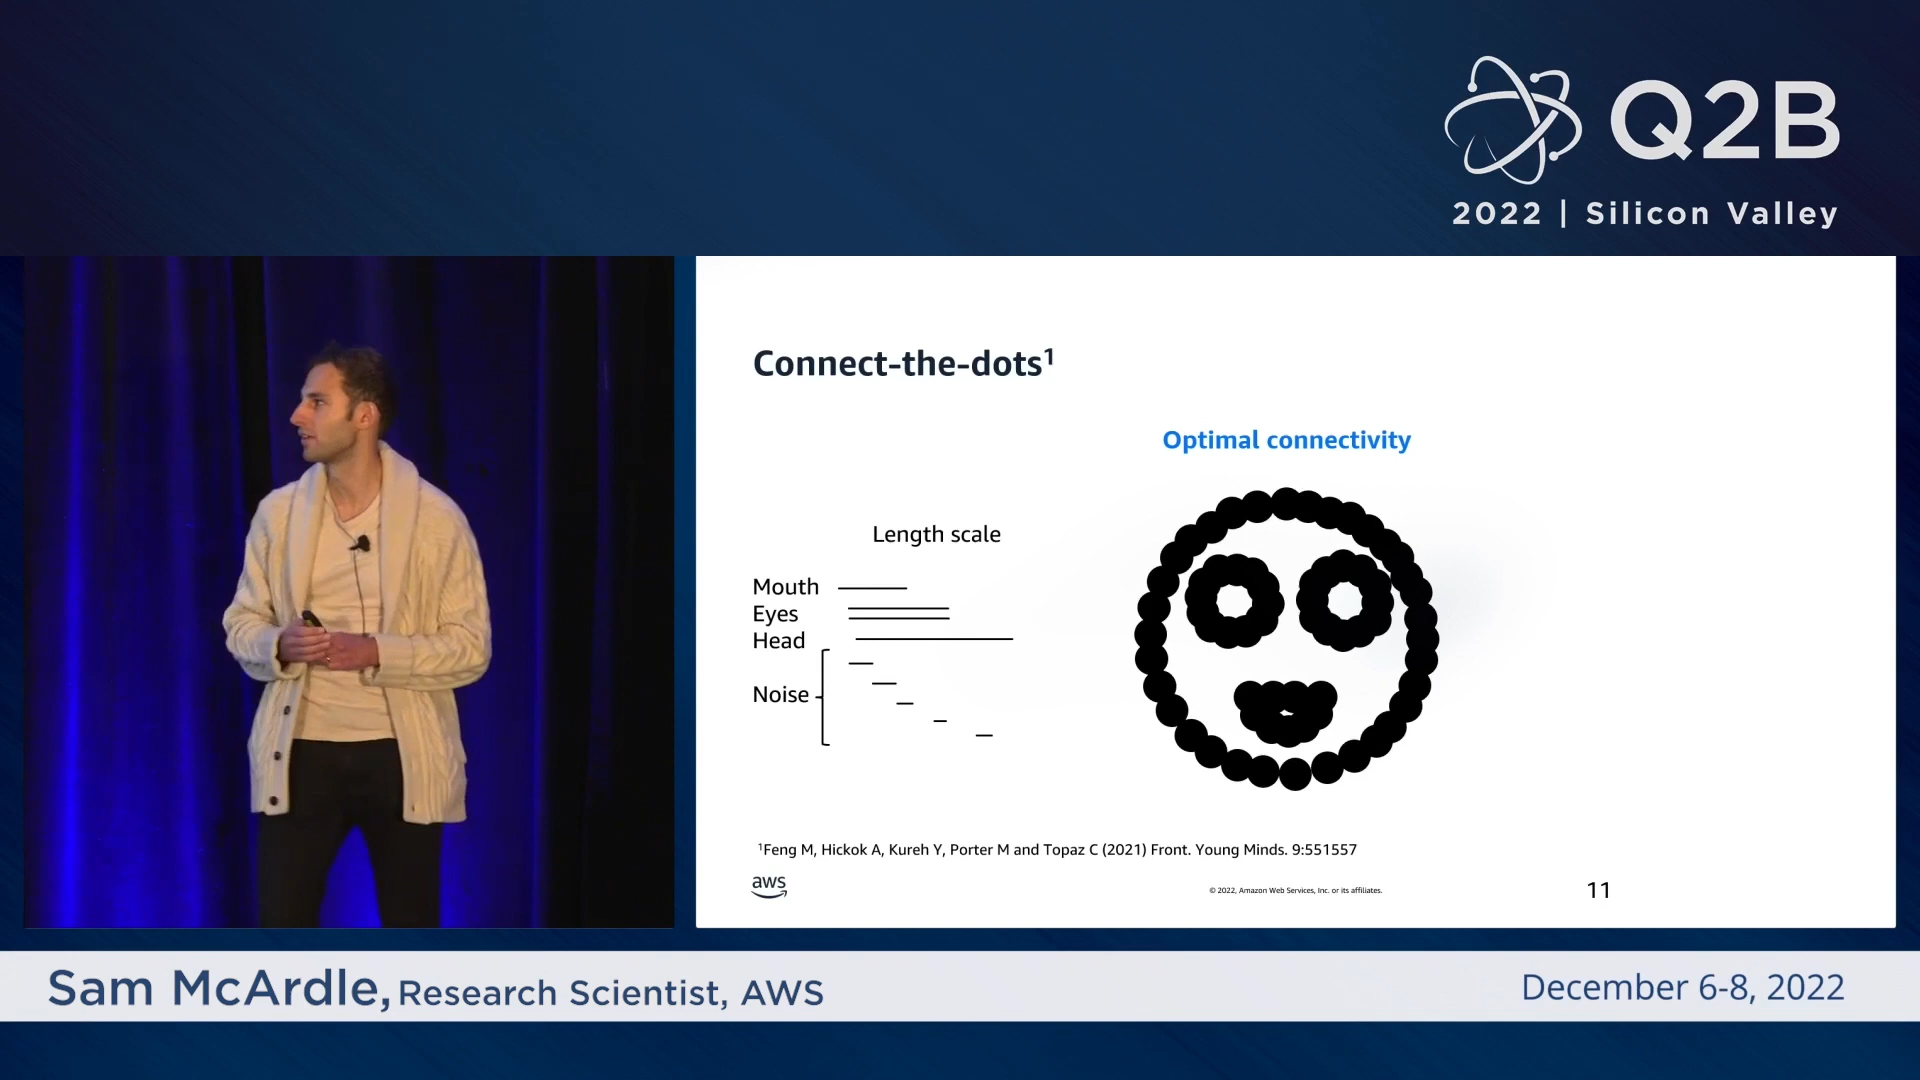 Q2B
2022 | Silicon Valley
Connect-the-dots¹
Optimal connectivity
Length scale
Mouth
Eyes
Head
Noise
¹Feng M, Hickok A, Kureh Y, Porter M and Topaz C (2021) Front. Young Minds. 9:551557
aws
© 2022, Amazon Web Services, Inc. or its affiliates.
11
Sam McArdle, Research Scientist, AWS
December 6-8, 2022